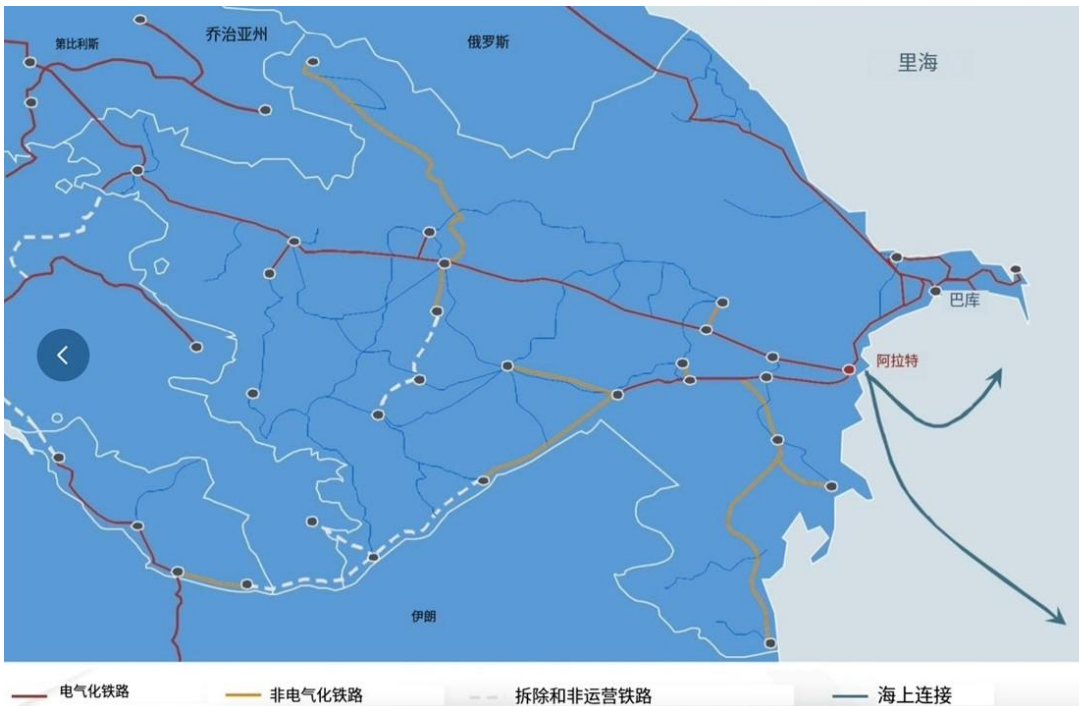 第比利斯
乔治亚州
俄罗斯
里海
巴库
阿拉特
伊朗
电气化铁路
非电气化铁路
拆除和非运营铁路
海上连接